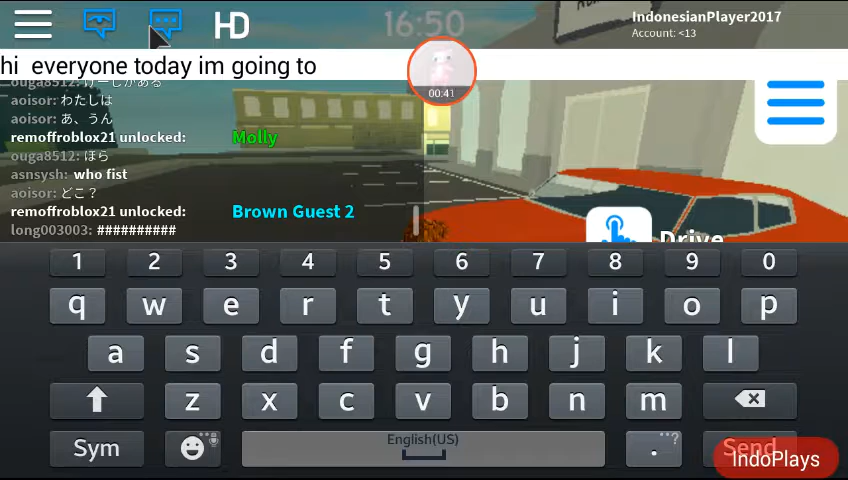 HD
16:50
IndonesianPlayer2017
Account: <13
hi  everyone today im going to
00:41
ouga8512: けーしがある
aoisor: わたしは
aoisor: あ、うん
remoffroblox21 unlocked: Molly
ouga8512: ほら
asnsysh: who fist
aoisor: どこ？
remoffroblox21 unlocked: Brown Guest 2
long003003: ##########
Drive
1 2 3 4 5 6 7 8 9 0
q w e r t y u i o p
a s d f g h j k l
z x c v b n m
Sym
English(US)
. ...?
Send
IndoPlays